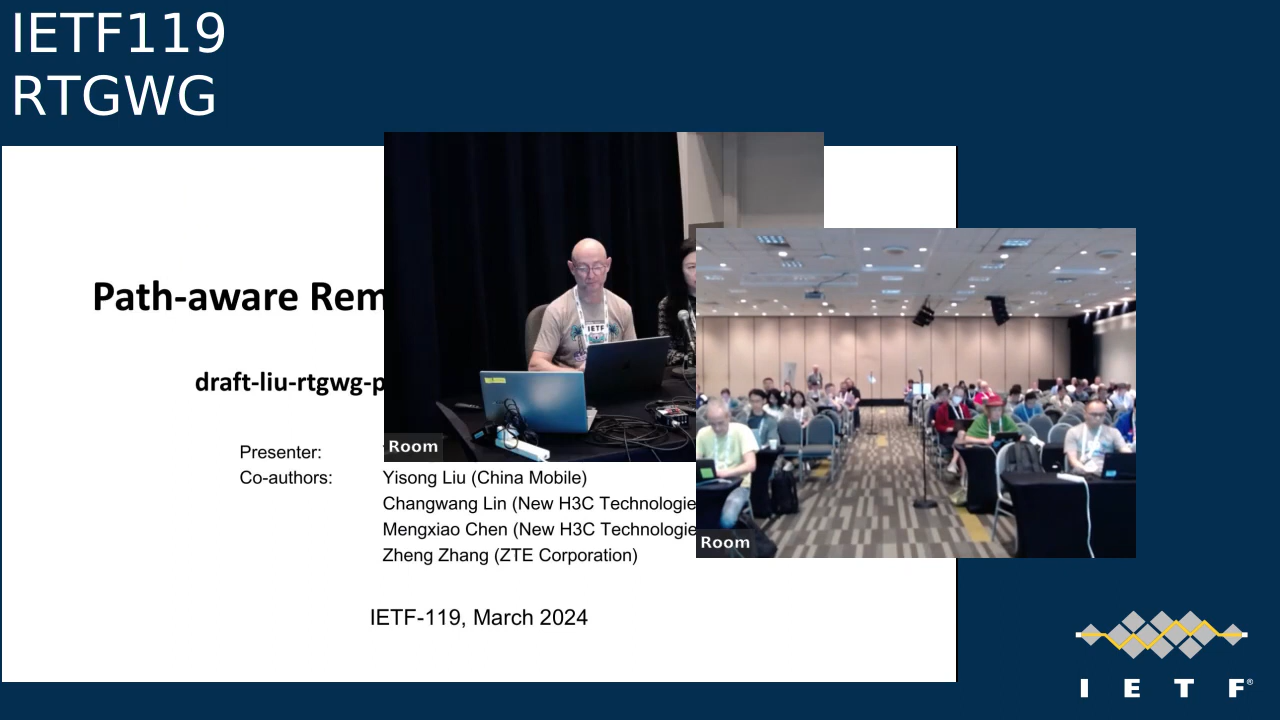 IETF119
RTGWG
Path-aware Rem
draft-liu-rtgwg-p
IETF
Room
Presenter:
Co-authors: Yisong Liu (China Mobile)
Changwang Lin (New H3C Technologie
Mengxiao Chen (New H3C Technologie
Zheng Zhang (ZTE Corporation)
Room
IETF-119, March 2024
I E T F®